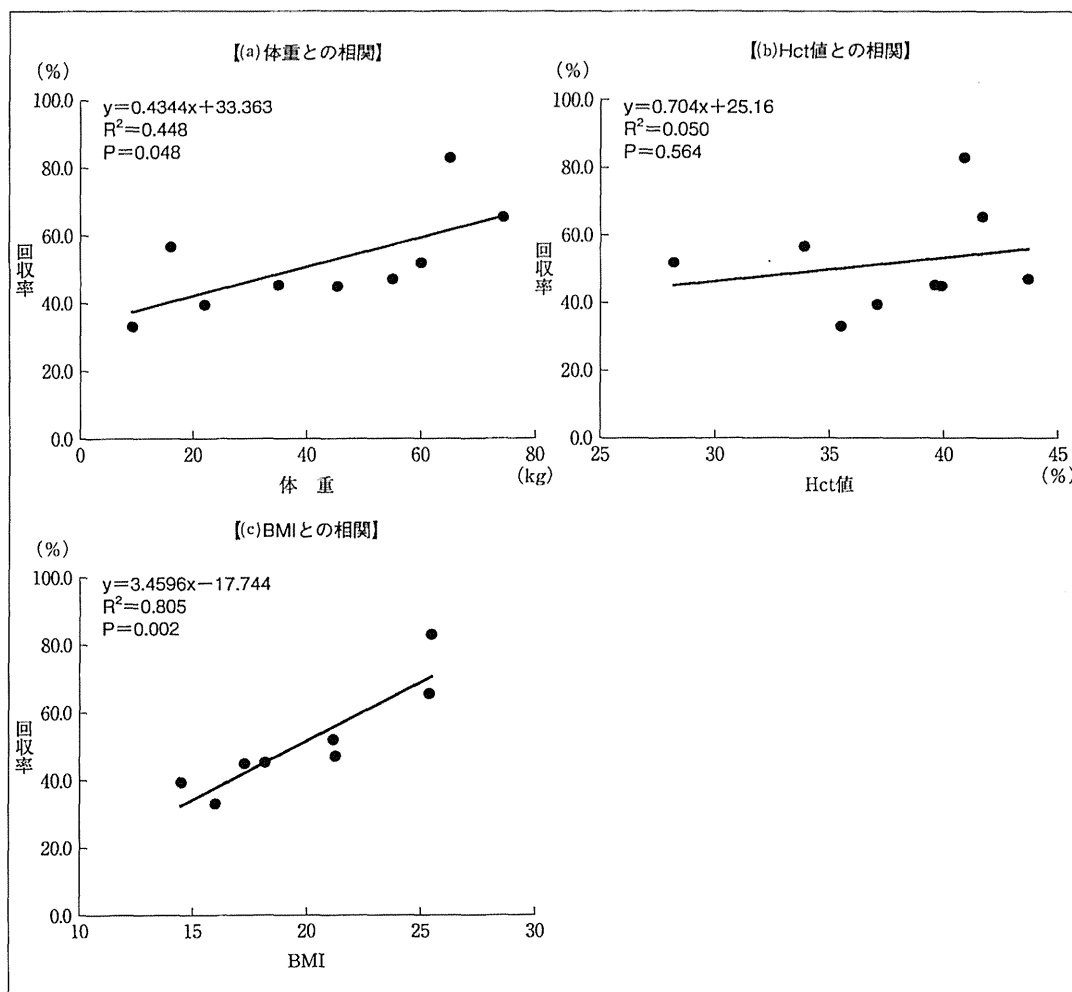 【(a)体重との相関】
(%)
y=0.4344x+33.363
R²=0.448
P=0.048
100.0
80.0
60.0
40.0
20.0
0.0
回収率
0
20
40
60
80
(kg)
体 重
【(b)Hct値との相関】
(%)
y=0.704x+25.16
R²=0.050
P=0.564
100.0
80.0
60.0
40.0
20.0
0.0
回収率
25
30
35
40
45
(%)
Hct値
【(c)BMIとの相関】
(%)
y=3.4596x−17.744
R²=0.805
P=0.002
100.0
80.0
60.0
40.0
20.0
0.0
回収率
10
15
20
25
30
BMI